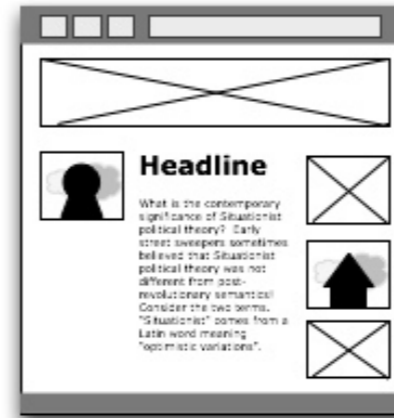 Headline
What is the contemporary
significance of Situationist
political theory? Early
street sweepers sometimes
believed that Situationist
political theory was not
different from post-
revolutionary semantics!
Consider the two terms.
"Situationist" comes from a
Latin word meaning
"optimistic variations".